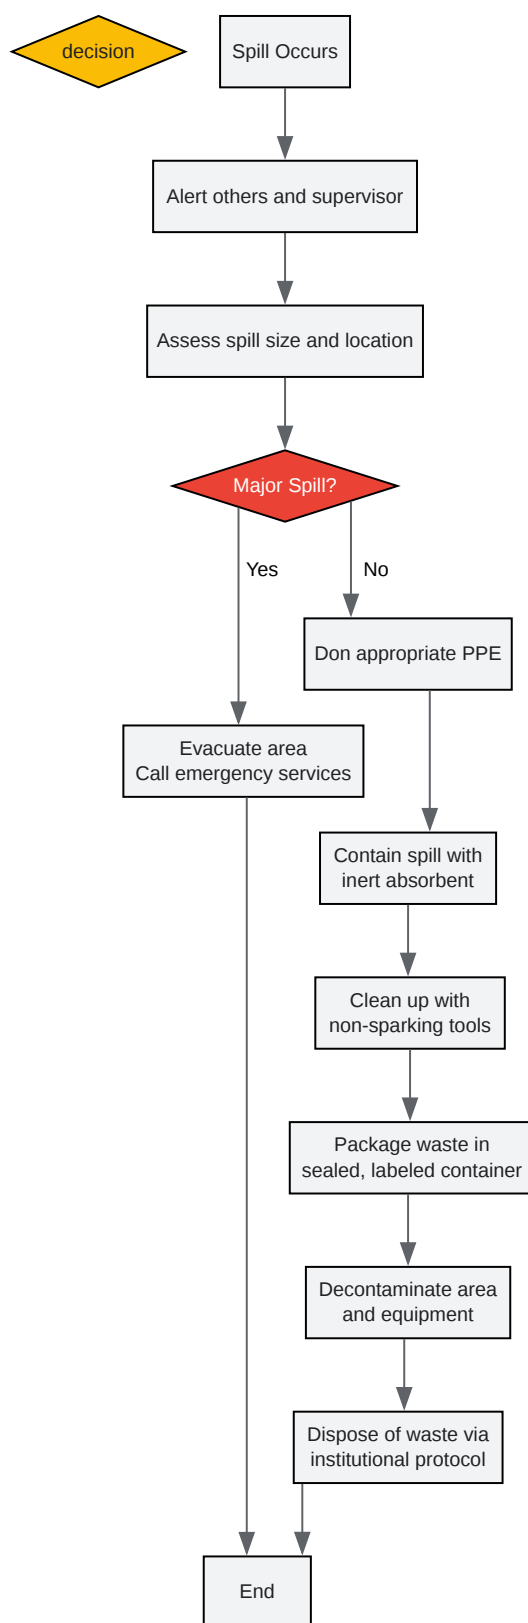 decision
Spill Occurs
Alert others and supervisor
Assess spill size and location
Major Spill?
Yes
No
Don appropriate PPE
Evacuate area
Call emergency services
Contain spill with
inert absorbent
Clean up with
non-sparking tools
Package waste in
sealed, labeled container
Decontaminate area
and equipment
Dispose of waste via
institutional protocol
End